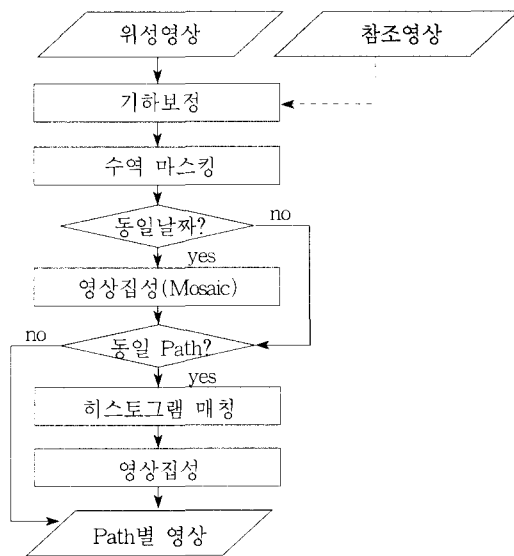 위성영상
참조영상
기하보정
수역 마스킹
동일날짜?
no
yes
영상집성(Mosaic)
no
동일 Path?
yes
히스토그램 매칭
영상집성
Path별 영상